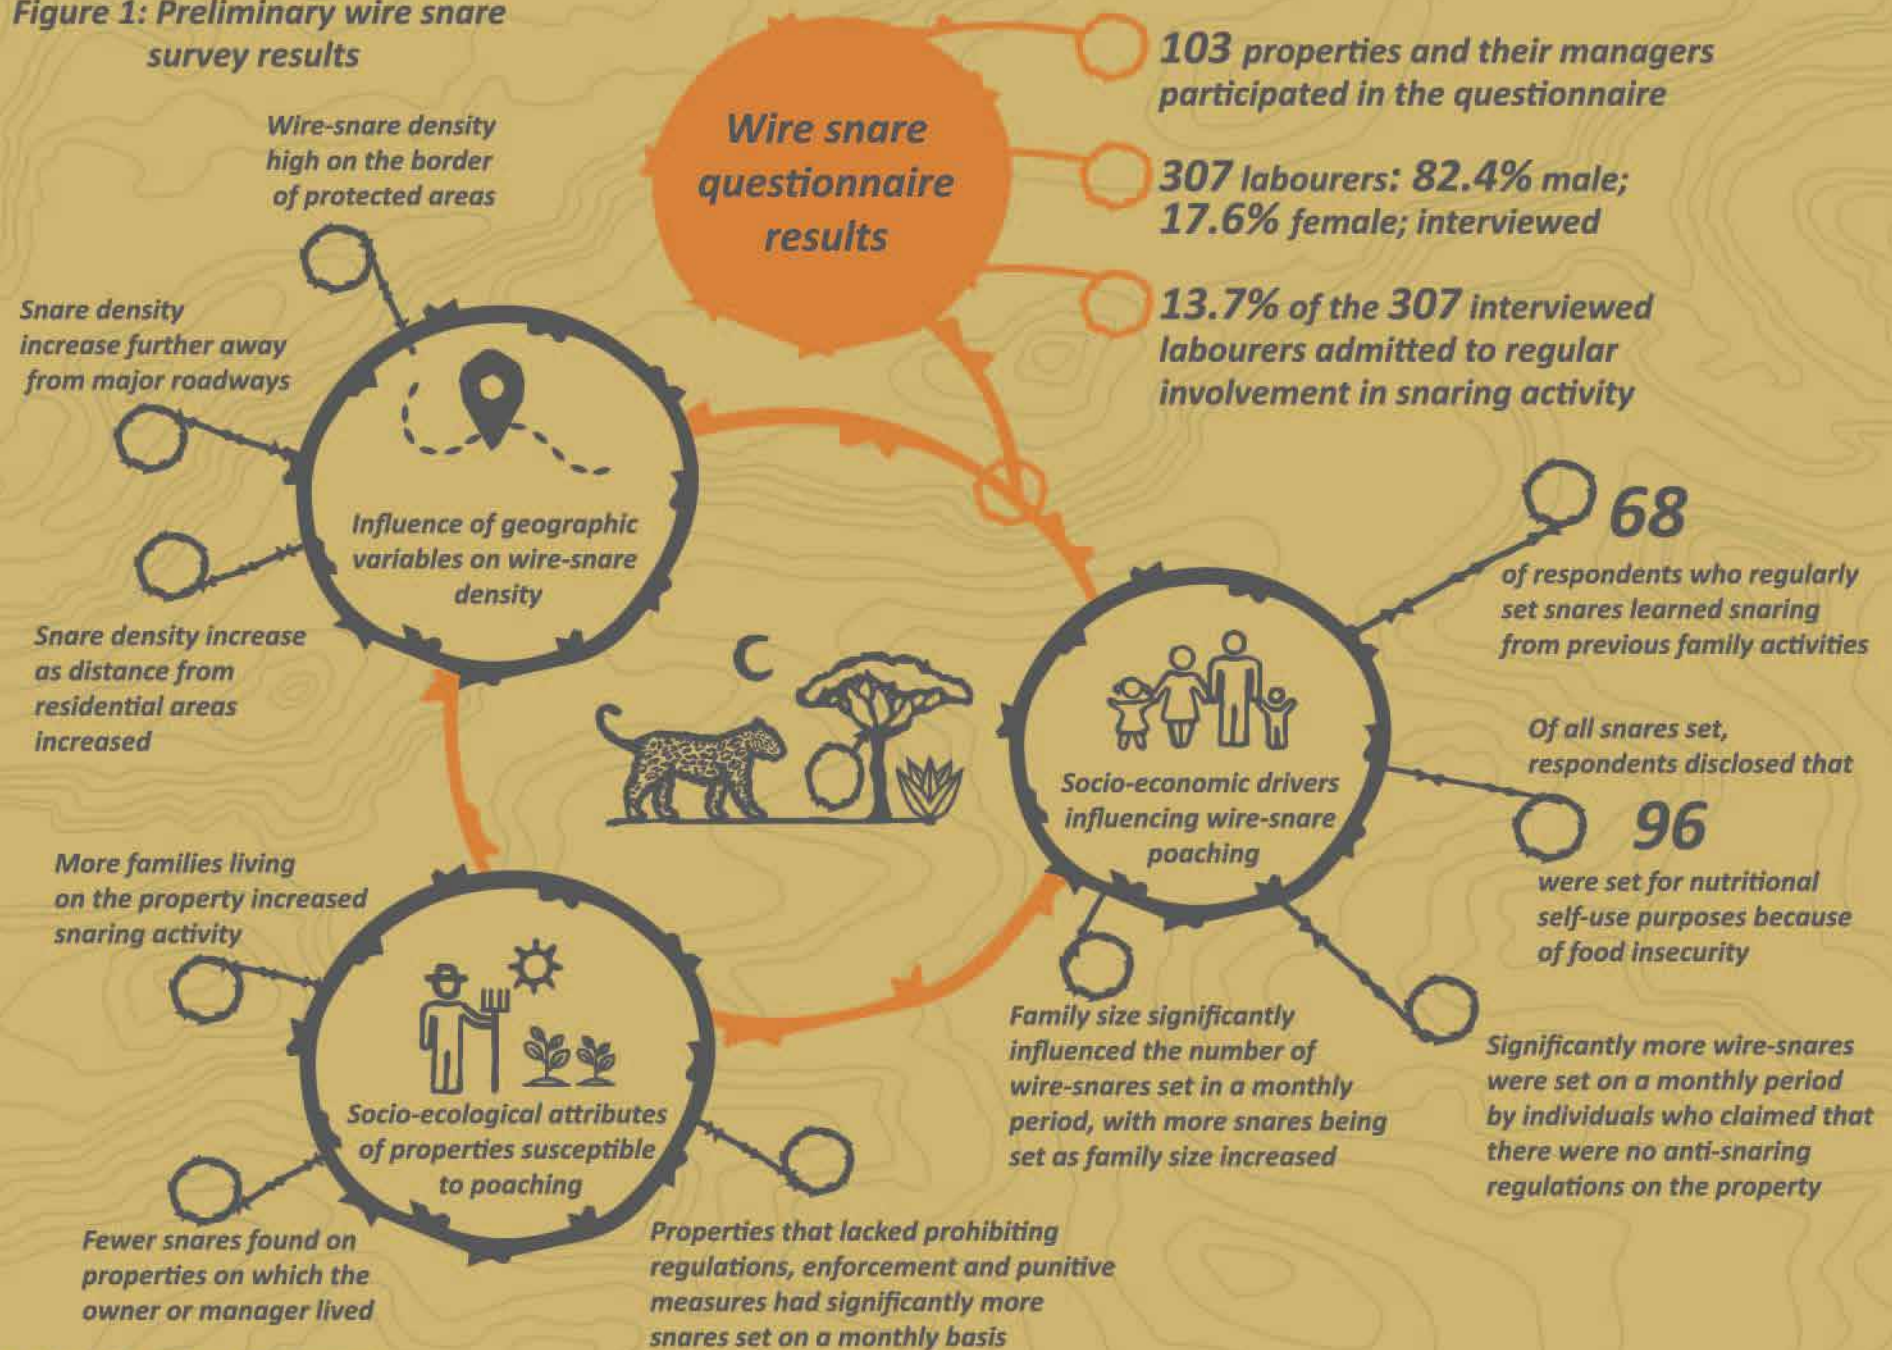 Figure 1: Preliminary wire snare
survey results
Wire snare
questionnaire
results
103 properties and their managers
participated in the questionnaire
307 labourers: 82.4% male;
17.6% female; interviewed
13.7% of the 307 interviewed
labourers admitted to regular
involvement in snaring activity
Wire-snare density
high on the border
of protected areas
Snare density
increase further away
from major roadways
Snare density increase
as distance from
residential areas
increased
Influence of geographic
variables on wire-snare
density
68
of respondents who regularly
set snares learned snaring
from previous family activities
Of all snares set,
respondents disclosed that
96
were set for nutritional
self-use purposes because
of food insecurity
Socio-economic drivers
influencing wire-snare
poaching
Family size significantly
influenced the number of
wire-snares set in a monthly
period, with more snares being
set as family size increased
Significantly more wire-snares
were set on a monthly period
by individuals who claimed that
there were no anti-snaring
regulations on the property
More families living
on the property increased
snaring activity
Socio-ecological attributes
of properties susceptible
to poaching
Fewer snares found on
properties on which the
owner or manager lived
Properties that lacked prohibiting
regulations, enforcement and punitive
measures had significantly more
snares set on a monthly basis